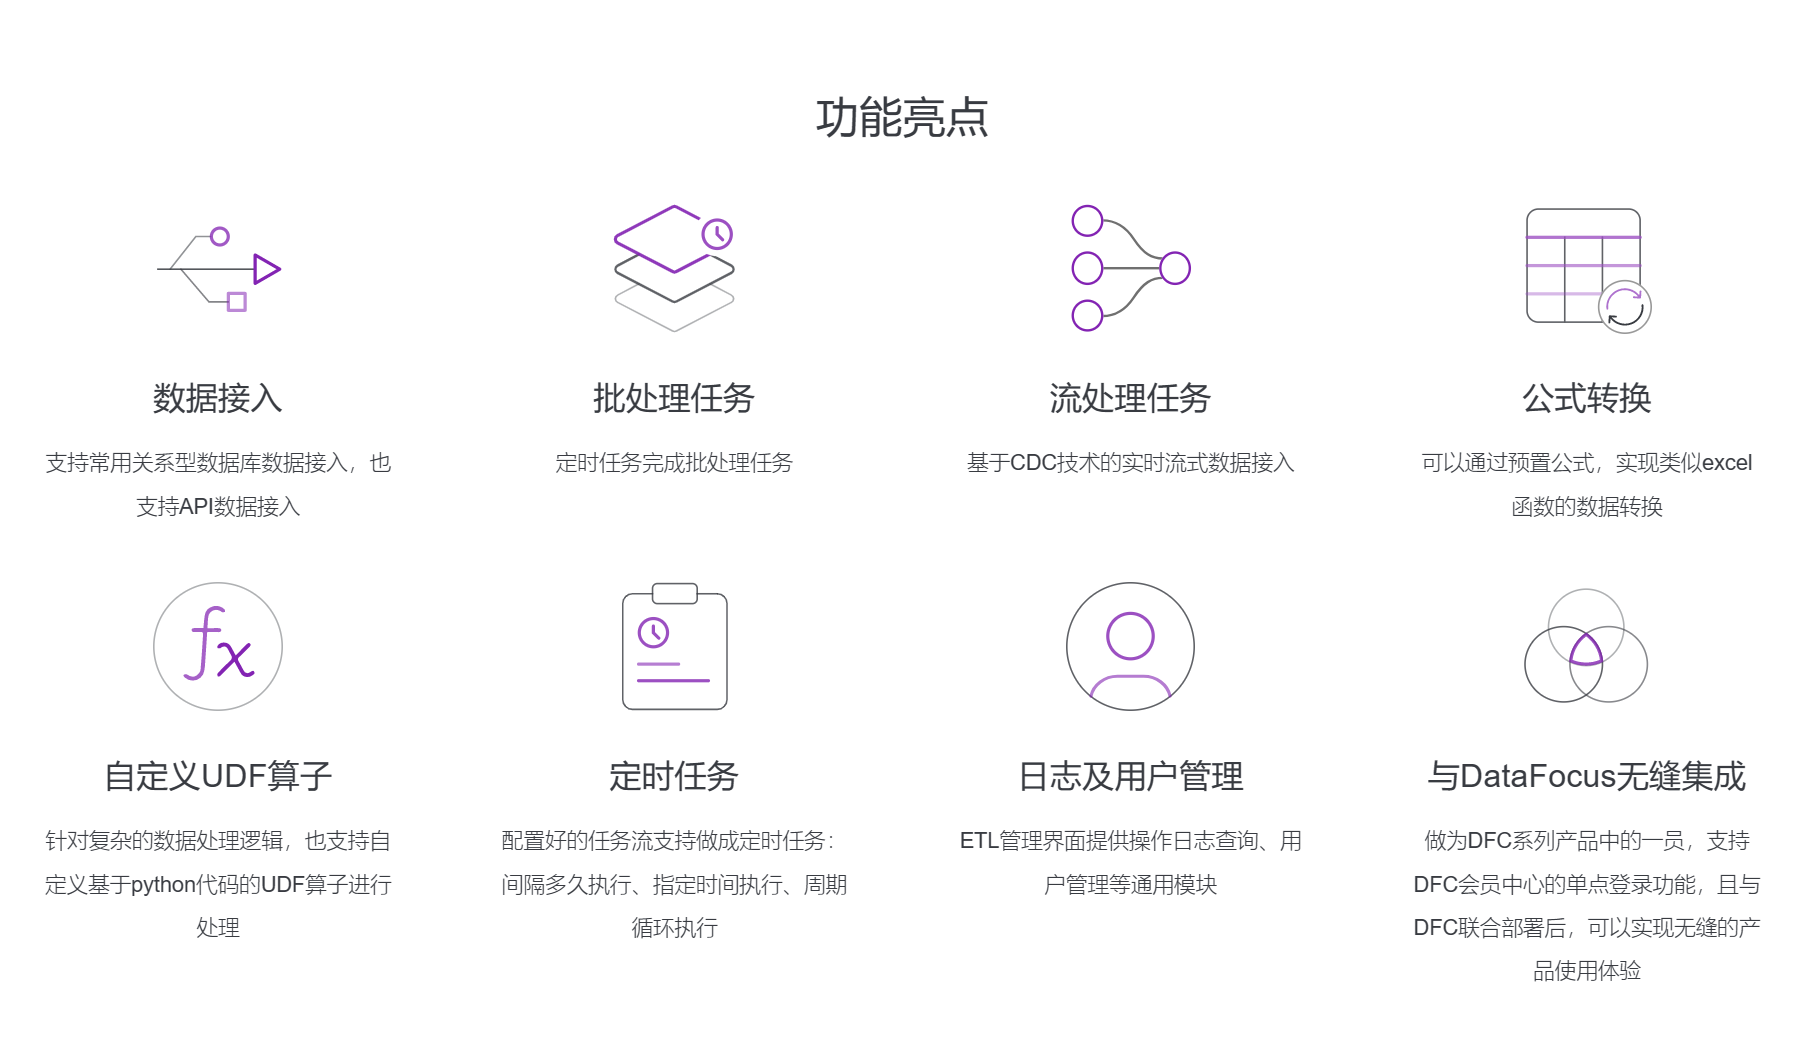 功能亮点
数据接入
支持常用关系型数据库数据接入，也
支持API数据接入
批处理任务
定时任务完成批处理任务
流处理任务
基于CDC技术的实时流式数据接入
公式转换
可以通过预置公式，实现类似excel
函数的数据转换
fx
自定义UDF算子
针对复杂的数据处理逻辑，也支持自
定义基于python代码的UDF算子进行
处理
定时任务
配置好的任务流支持做成定时任务：
间隔多久执行、指定时间执行、周期
循环执行
日志及用户管理
ETL管理界面提供操作日志查询、用
户管理等通用模块
与DataFocus无缝集成
做为DFC系列产品中的一员，支持
DFC会员中心的单点登录功能，且与
DFC联合部署后，可以实现无缝的产
品使用体验